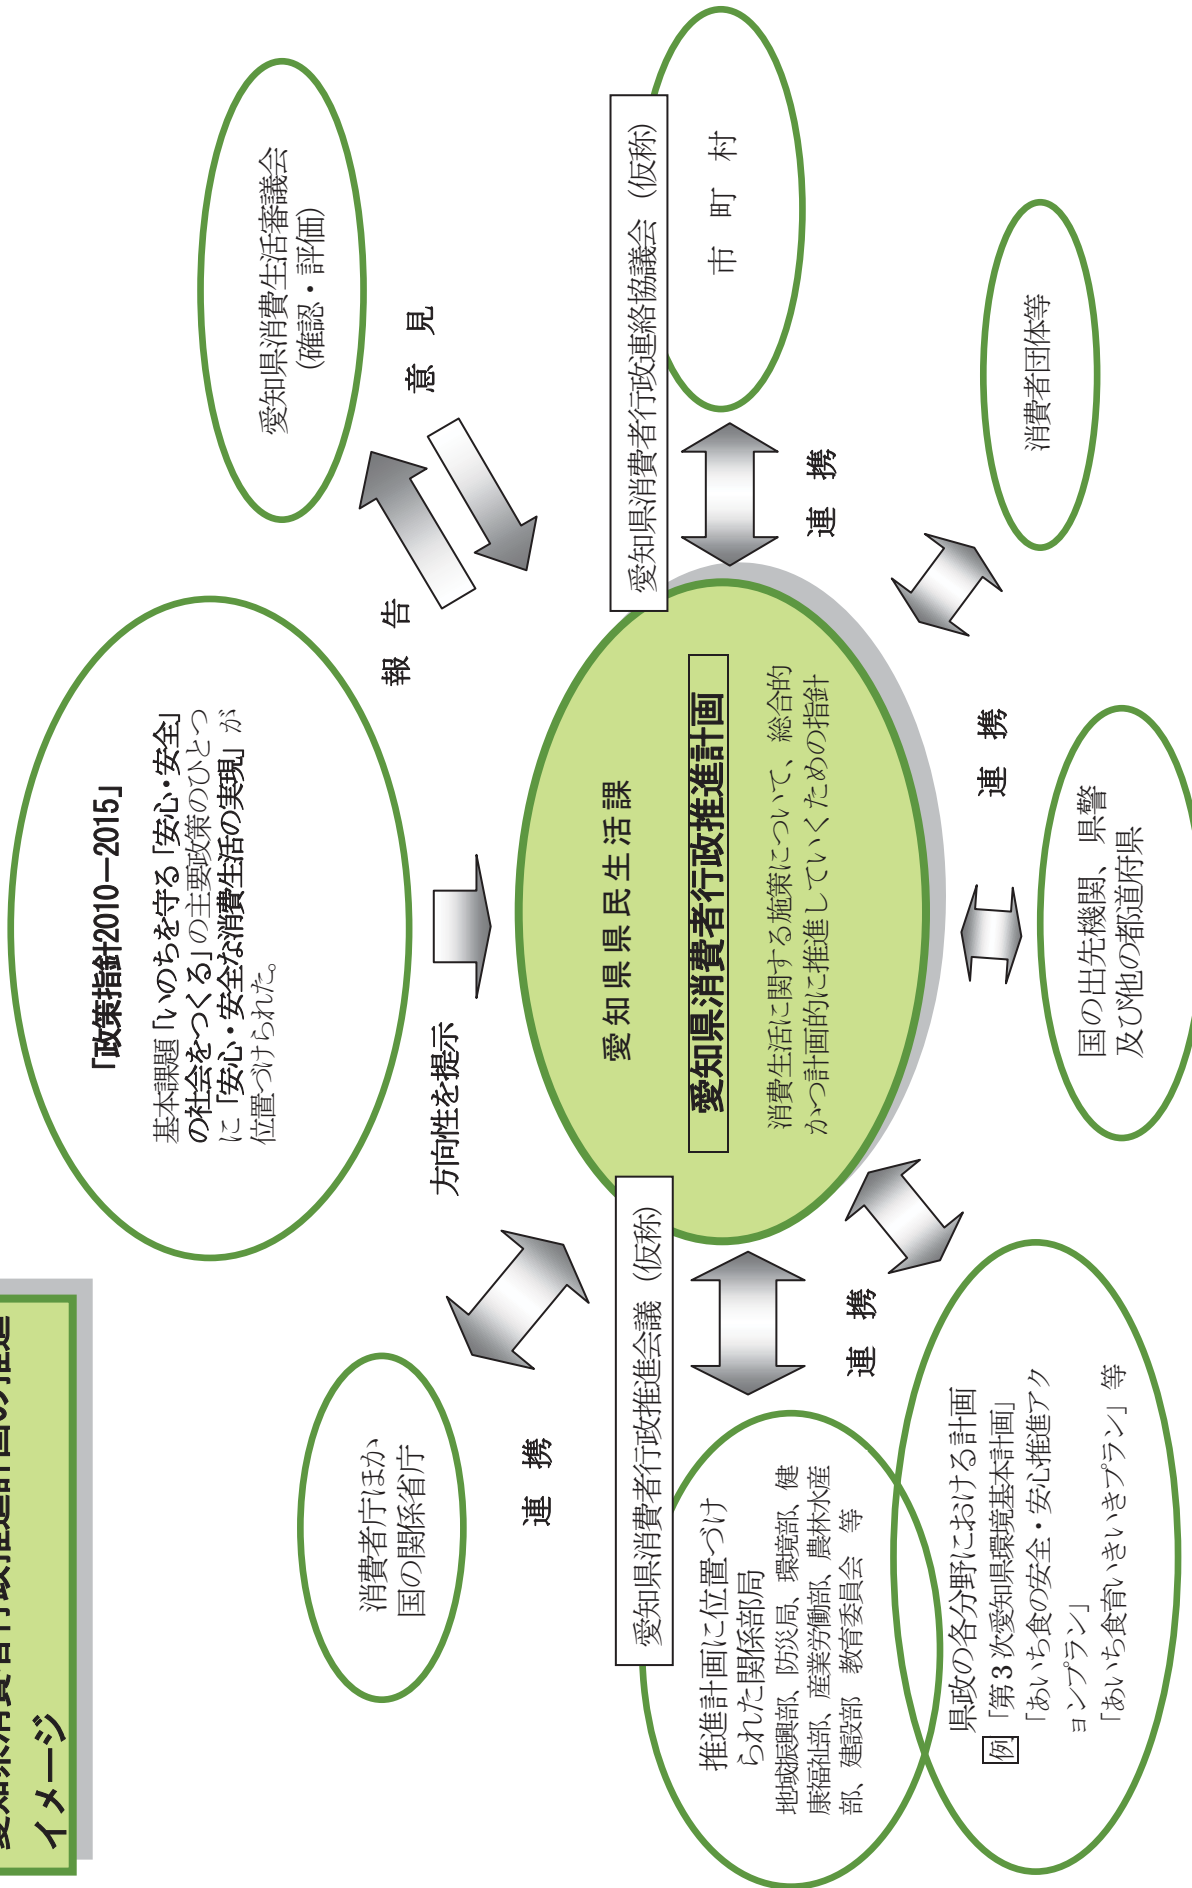 愛知県消費者行政推進計画の推進
イメージ
「政策指針2010－2015」
基本課題「いのちを守る「安心・安全」
の社会をつくる」の主要政策のひとつ
に「安心・安全な消費生活の実現」が
位置づけられた。
愛知県消費生活審議会
（確認・評価）
方向性を提示
報　告
意　見
消費者庁ほか
国の関係省庁
連　携
愛知県消費者行政推進会議（仮称）
推進計画に位置づけ
られた関係部局
地域振興部、防災局、環境部、健
康福祉部、産業労働部、農林水産
部、建設部　教育委員会　等
連　携
愛知県県民生活課
愛知県消費者行政推進計画
消費生活に関する施策について、総合的
かつ計画的に推進していくための指針
愛知県消費者行政連絡協議会（仮称）
市　町　村
連　携
県政の各分野における計画
例「第3次愛知県環境基本計画」
「あいち食の安全・安心推進アク
ションプラン」
「あいち食育いきいきプラン」等
国の出先機関、県警
及び他の都道府県
連　携
消費者団体等